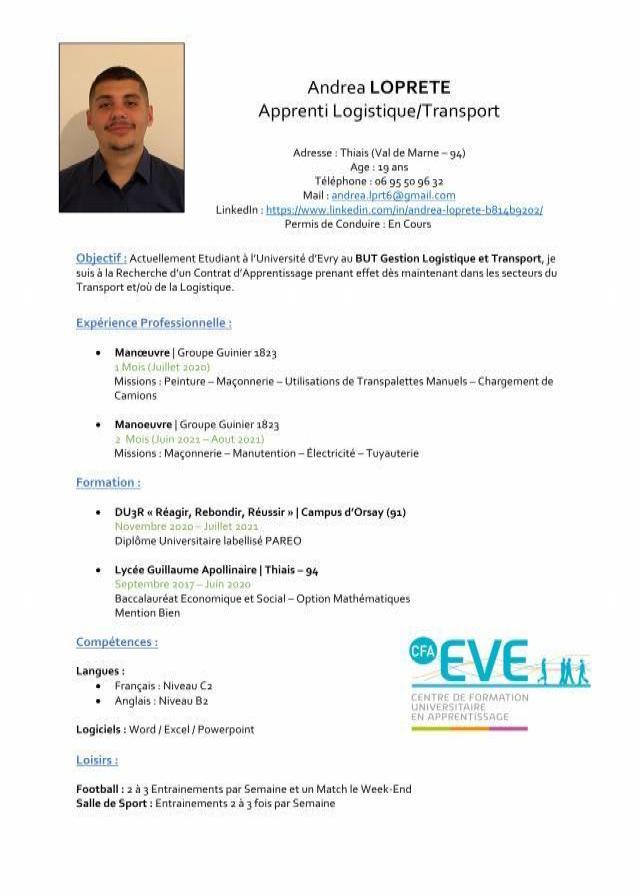 Andrea LOPRETE
Apprenti Logistique/Transport
Adresse : Thiais (Val de Marne – 94)
Age : 19 ans
Téléphone : 06 95 50 96 32
Mail : andrea.lprt6@gmail.com
LinkedIn : https://www.linkedin.com/in/andrea-loprete-b814b9202/
Permis de Conduire : En Cours
Objectif : Actuellement Etudiant à l'Université d'Evry au BUT Gestion Logistique et Transport, je
suis à la Recherche d'un Contrat d'Apprentissage prenant effet dès maintenant dans les secteurs du
Transport et/où de la Logistique.
Expérience Professionnelle :
• Manœuvre | Groupe Guinier 1823
1 Mois (Juillet 2020)
Missions : Peinture – Maçonnerie – Utilisations de Transpalettes Manuels – Chargement de
Camions
• Manoeuvre | Groupe Guinier 1823
2 Mois (Juin 2021 – Aout 2021)
Missions : Maçonnerie – Manutention – Électricité – Tuyauterie
Formation :
• DU3R « Réagir, Rebondir, Réussir » | Campus d'Orsay (91)
Novembre 2020 – Juillet 2021
Diplôme Universitaire labellisé PAREO
• Lycée Guillaume Apollinaire | Thiais – 94
Septembre 2017 – Juin 2020
Baccalauréat Economique et Social – Option Mathématiques
Mention Bien
Compétences :
Langues :
• Français : Niveau C2
• Anglais : Niveau B2
Logiciels : Word / Excel / Powerpoint
CFA EVE
CENTRE DE FORMATION
UNIVERSITAIRE
EN APPRENTISSAGE
Loisirs :
Football : 2 à 3 Entrainements par Semaine et un Match le Week-End
Salle de Sport : Entrainements 2 à 3 fois par Semaine